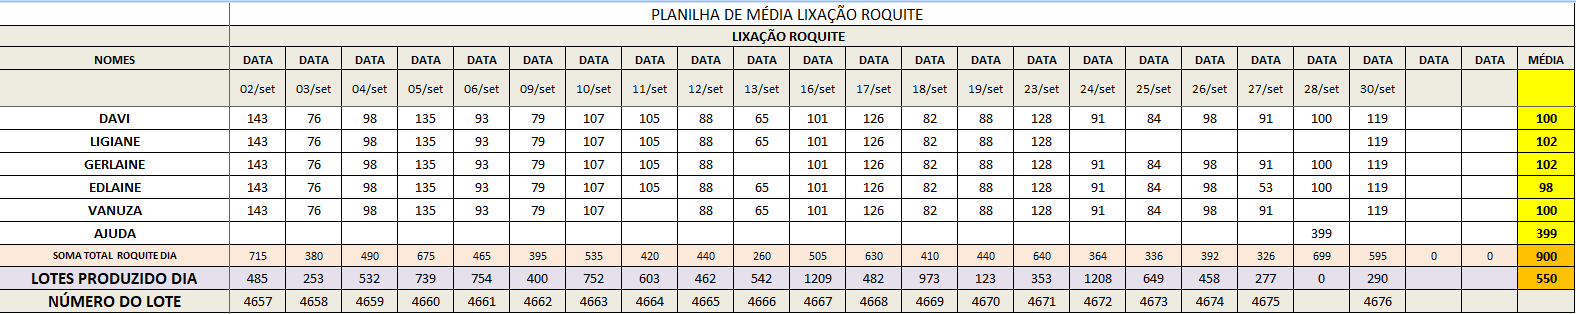 PLANILHA DE MÉDIA LIXAÇÃO ROQUITE
LIXAÇÃO ROQUITE
NOMES DATA DATA DATA DATA DATA DATA DATA DATA DATA DATA DATA DATA DATA DATA DATA DATA DATA DATA DATA DATA DATA DATA DATA MÉDIA
02/set 03/set 04/set 05/set 06/set 09/set 10/set 11/set 12/set 13/set 16/set 17/set 18/set 19/set 23/set 24/set 25/set 26/set 27/set 28/set 30/set
DAVI 143 76 98 135 93 79 107 105 88 65 101 126 82 88 128 91 84 98 91 100 119 100
LIGIANE 143 76 98 135 93 79 107 105 88 65 101 126 82 88 128 119 102
GERLAINE 143 76 98 135 93 79 107 105 88 101 126 82 88 128 91 84 98 91 100 119 102
EDLAINE 143 76 98 135 93 79 107 105 88 65 101 126 82 88 128 91 84 98 53 100 119 98
VANUZA 143 76 98 135 93 79 107 88 65 101 126 82 88 128 91 84 98 91 119 100
AJUDA 399 399
SOMA TOTAL ROQUITE DIA 715 380 490 675 465 395 535 420 440 260 505 630 410 440 640 364 336 392 326 699 595 0 0 900
LOTES PRODUZIDO DIA 485 253 532 739 754 400 752 603 462 542 1209 482 973 123 353 1208 649 458 277 0 290 550
NÚMERO DO LOTE 4657 4658 4659 4660 4661 4662 4663 4664 4665 4666 4667 4668 4669 4670 4671 4672 4673 4674 4675 4676